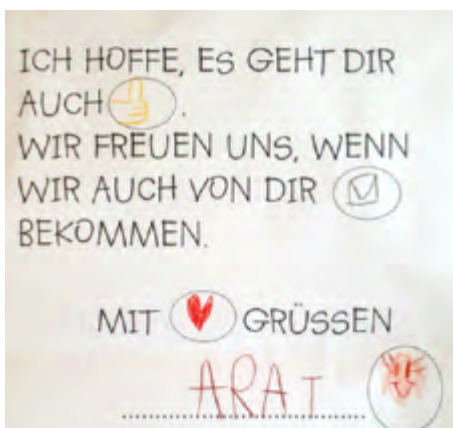 ICH HOFFE, ES GEHT DIR
AUCH .
WIR FREUEN UNS, WENN
WIR AUCH VON DIR
BEKOMMEN.
MIT GRÜSSEN
ARAT